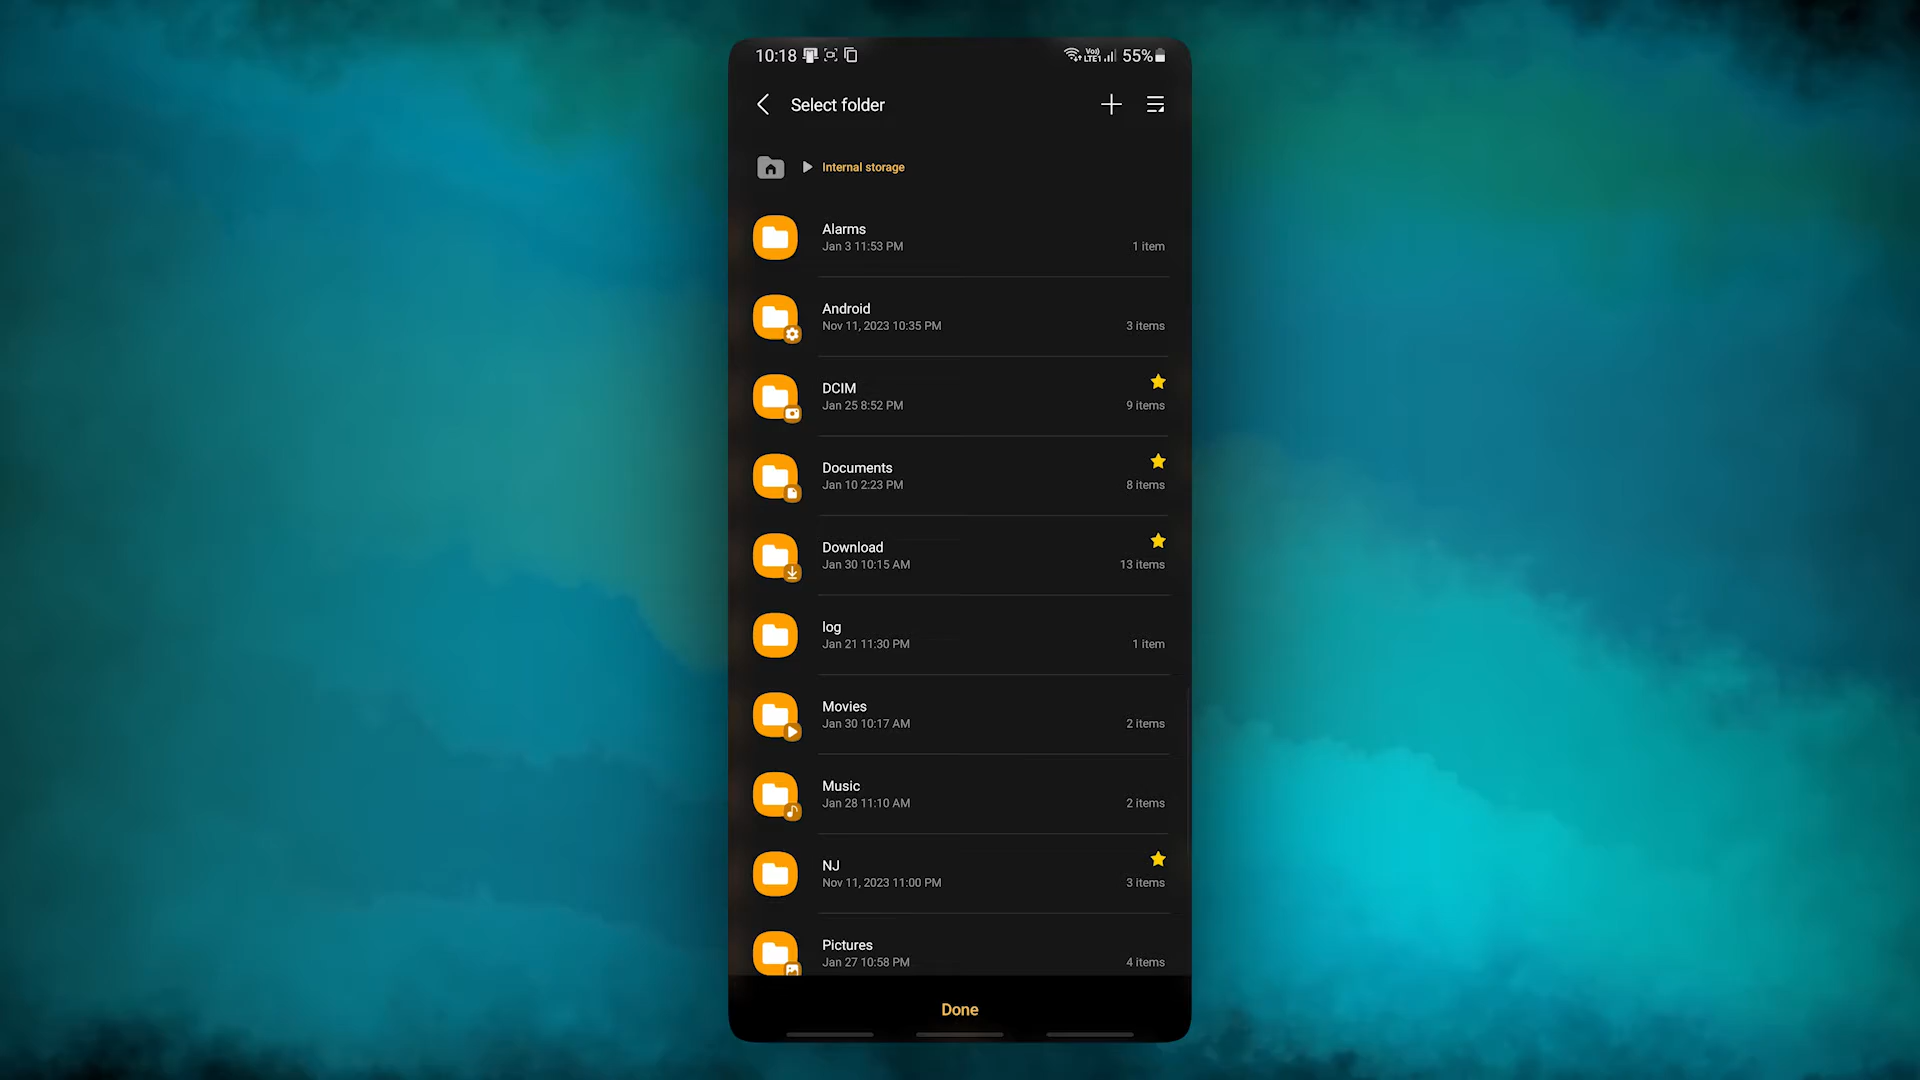 10:18
Vo)) LTE1 55%
Select folder
Internal storage
Alarms
Jan 3 11:53 PM
1 item
Android
Nov 11, 2023 10:35 PM
3 items
DCIM
Jan 25 8:52 PM
9 items
Documents
Jan 10 2:23 PM
8 items
Download
Jan 30 10:15 AM
13 items
log
Jan 21 11:30 PM
1 item
Movies
Jan 30 10:17 AM
2 items
Music
Jan 28 11:10 AM
2 items
NJ
Nov 11, 2023 11:00 PM
3 items
Pictures
Jan 27 10:58 PM
4 items
Done